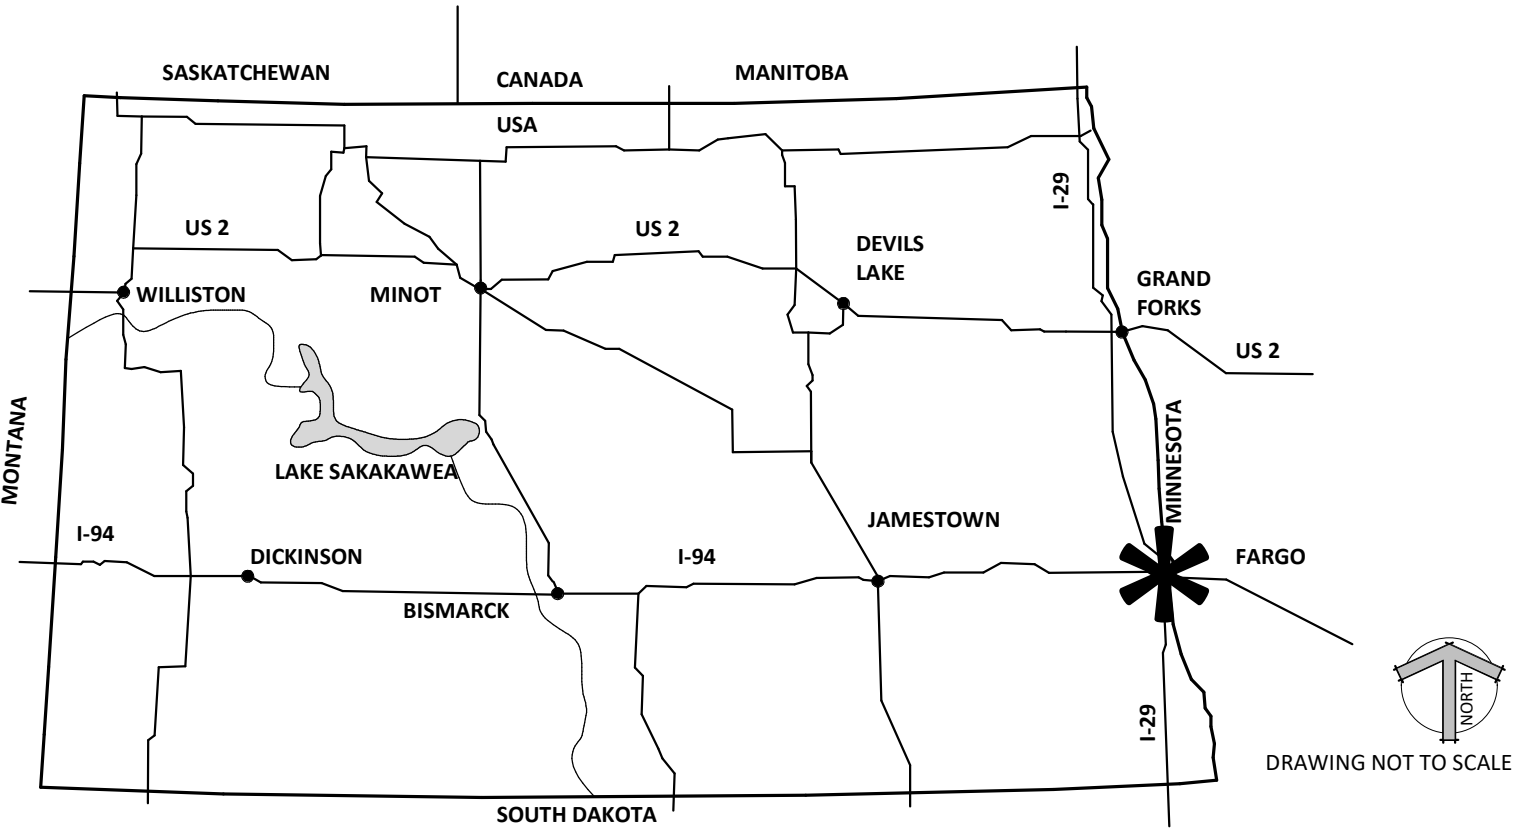 SASKATCHEWAN
CANADA
MANITOBA
USA
I-29
US 2
US 2
DEVILS
LAKE
WILLISTON
MINOT
GRAND
FORKS
US 2
MONTANA
MINNESOTA
LAKE SAKAKAWEA
I-94
DICKINSON
BISMARCK
I-94
JAMESTOWN
FARGO
I-29
NORTH
DRAWING NOT TO SCALE
SOUTH DAKOTA